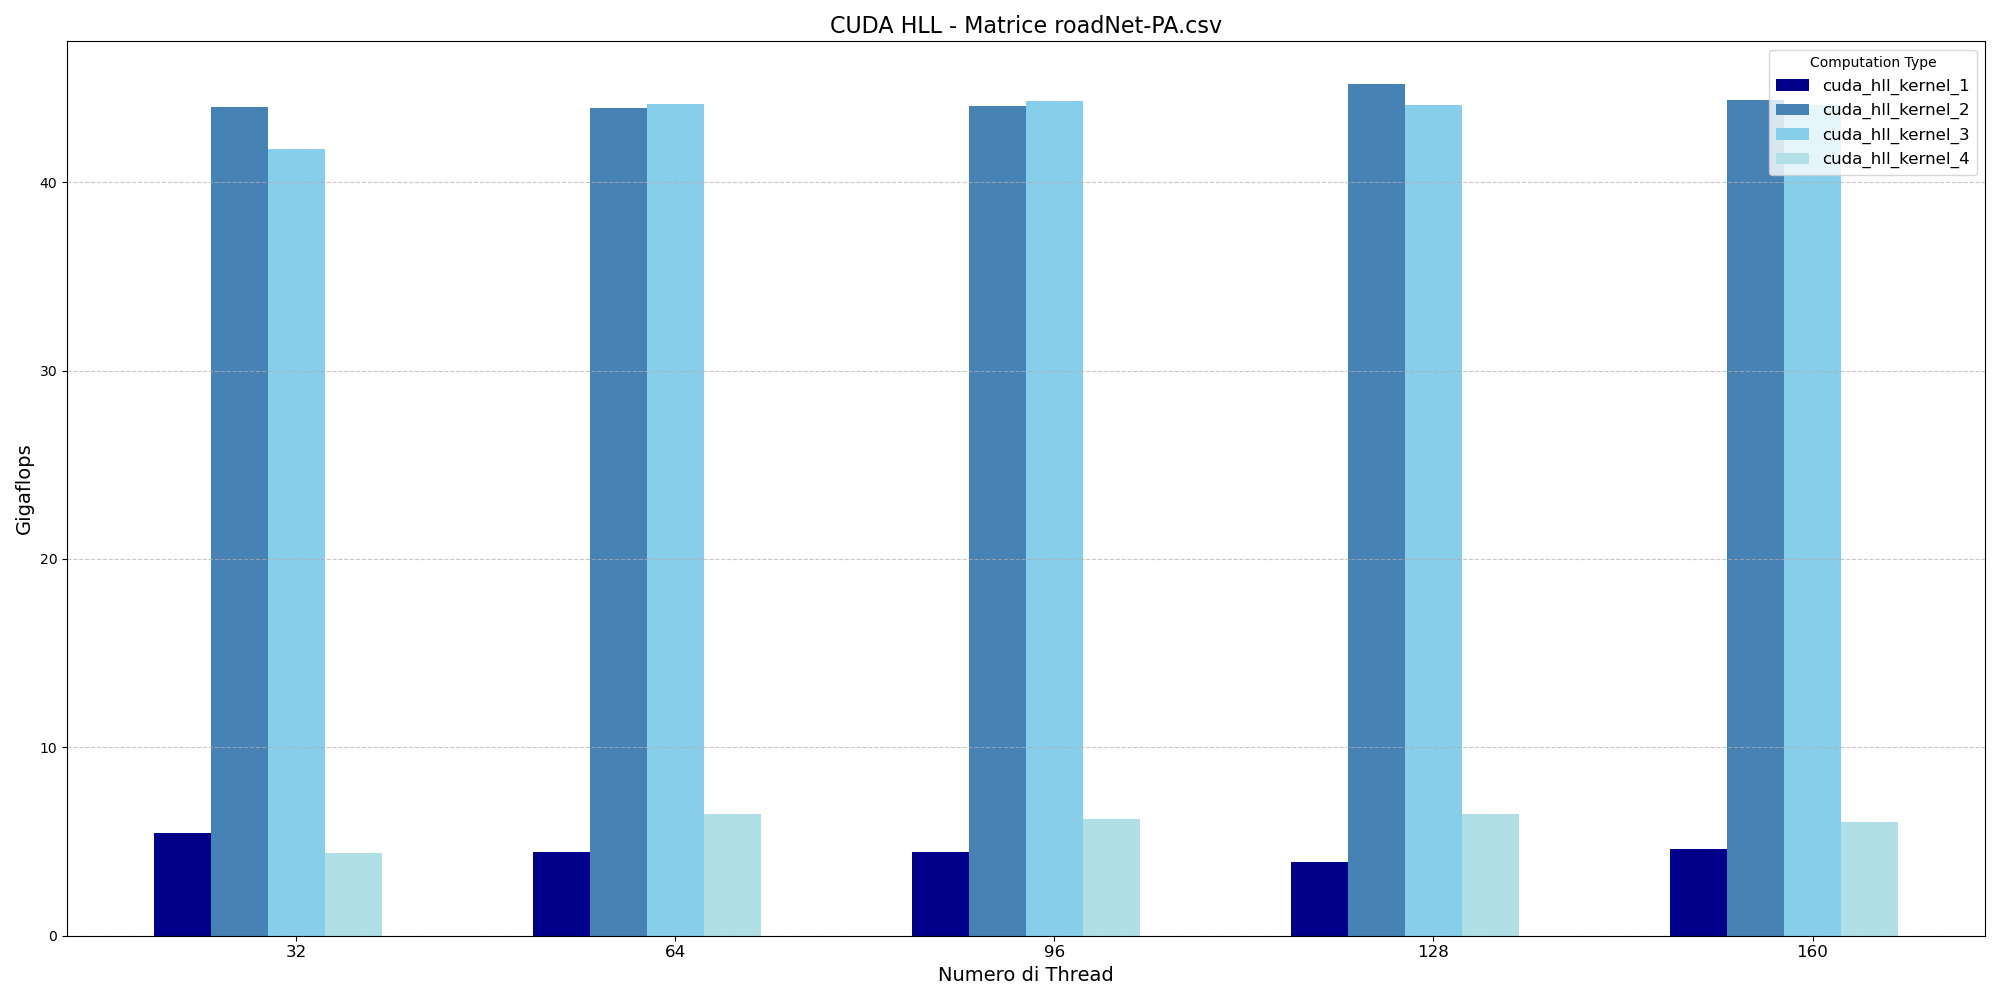 CUDA HLL - Matrice roadNet-PA.csv
Computation Type
cuda_hll_kernel_1
cuda_hll_kernel_2
cuda_hll_kernel_3
cuda_hll_kernel_4
Gigaflops
40
30
20
10
0
32 64 96 128 160
Numero di Thread